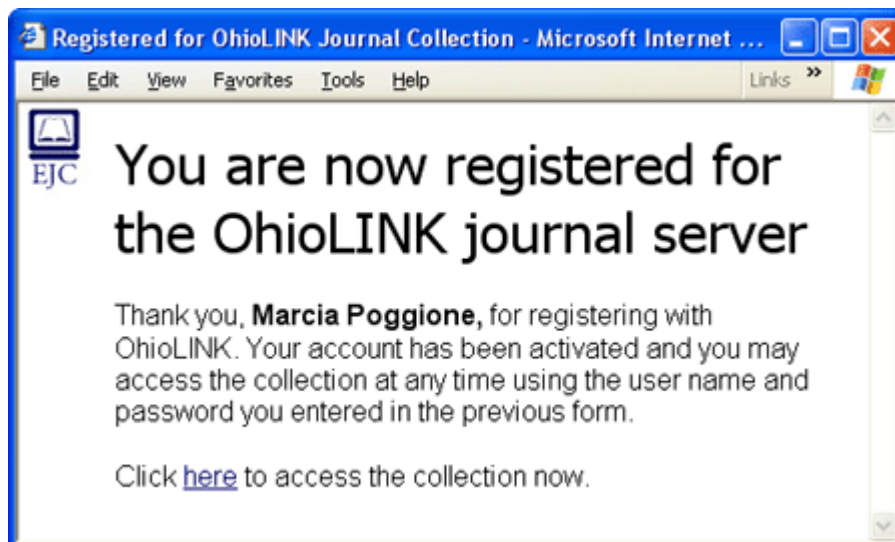 Registered for OhioLINK Journal Collection - Microsoft Internet ...
File Edit View Favorites Tools Help Links »
EJC
You are now registered for
the OhioLINK journal server
Thank you, Marcia Poggione, for registering with
OhioLINK. Your account has been activated and you may
access the collection at any time using the user name and
password you entered in the previous form.
Click here to access the collection now.